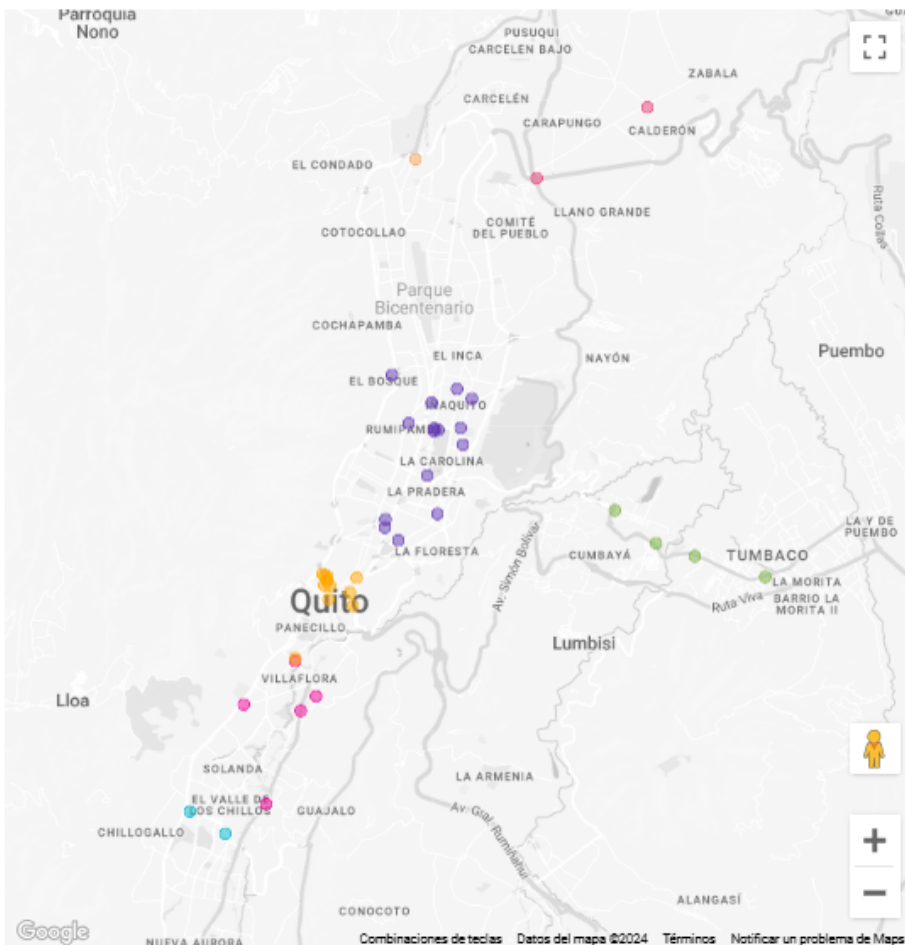 Parroquia
Nono
PUSUQUI
CARCELEN BAJO
ZABALA
CARCELÉN
CARAPUNGO
CALDERÓN
EL CONDADO
LLANO GRANDE
COMITÉ
DEL PUEBLO
COTOCOLLAO
Ruta Collas
Parque
Bicentenario
COCHAPAMBA
EL INCA
NAYÓN
Puembo
EL BOSQUE
INAQUITO
RUMIPAMB
LA CAROLINA
LA PRADERA
LA Y DE
PUEMBO
LA FLORESTA
CUMBAYÁ
TUMBACO
Av. Simón Bolívar
LA MORITA
BARRIO LA
MORITA II
Ruta Viva
Quito
PANECILLO
Lumbisi
VILLAFLORA
Lloa
SOLANDA
LA ARMENIA
EL VALLE DE
LOS CHILLOS
GUAJALO
Av. Gral. Rumiñahui
CHILLOGALLO
ALANGASÍ
CONOCOTO
NUEVA AURORA
Google
Combinaciones de teclas Datos del mapa ©2024 Términos Notificar un problema de Maps